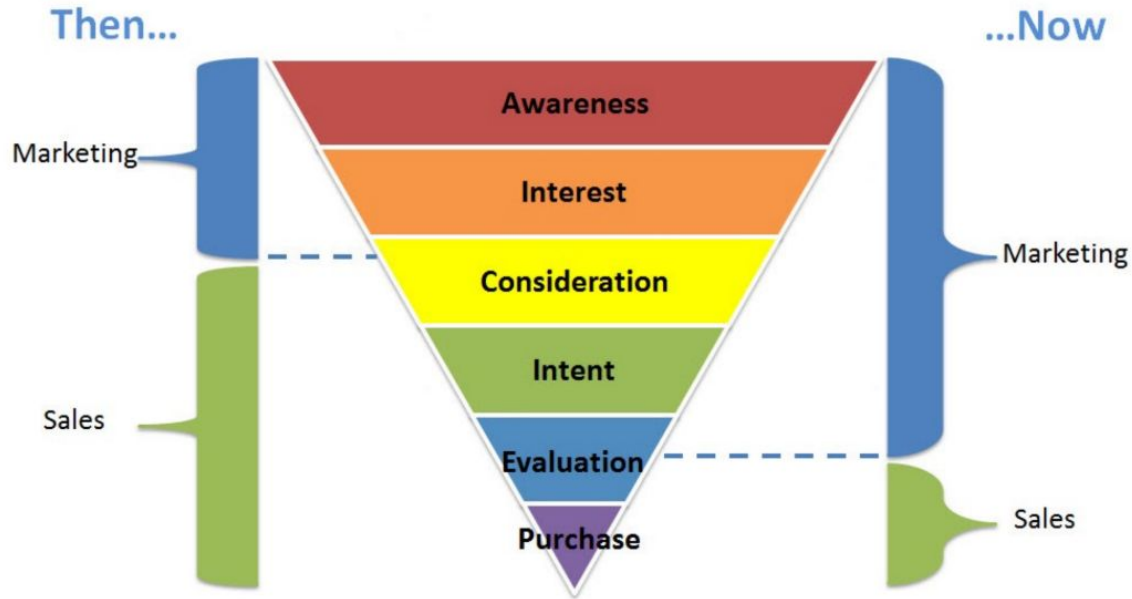 Then...
...Now
Awareness
Marketing
Interest
Marketing
Consideration
Intent
Sales
Evaluation
Sales
Purchase